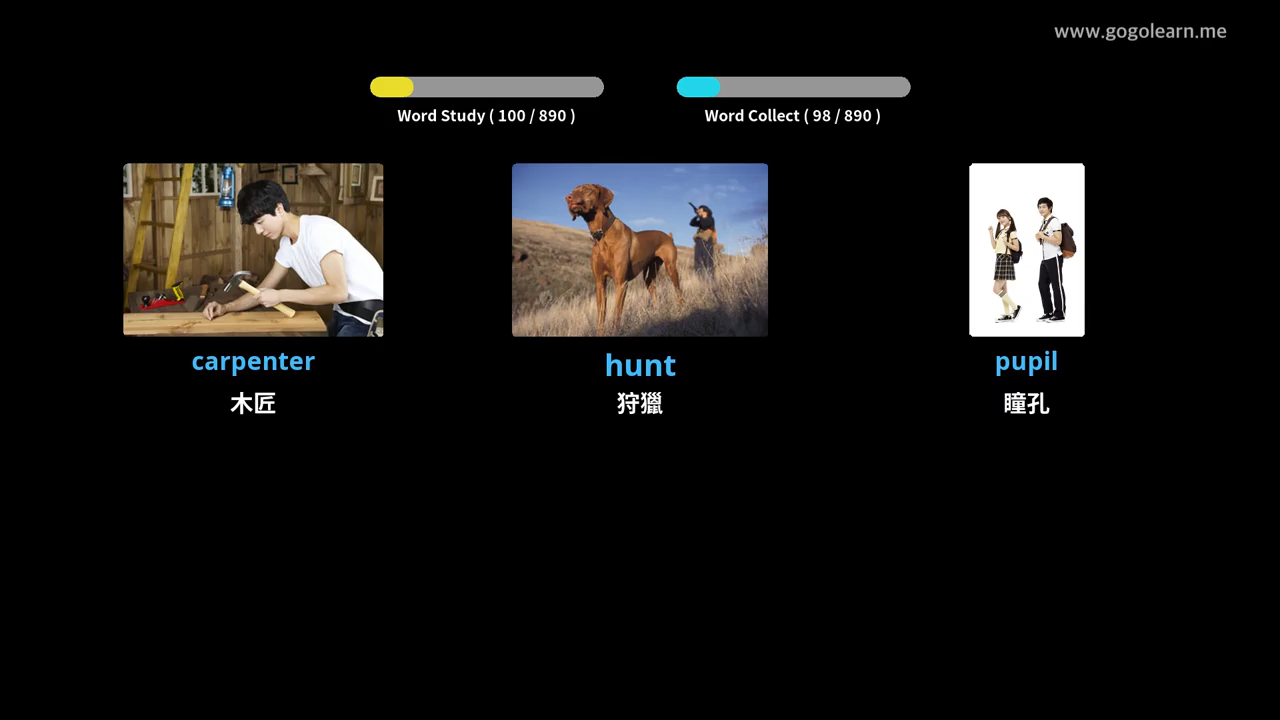 www.gogolearn.me
Word Study ( 100 / 890 )
Word Collect ( 98 / 890 )
carpenter
hunt
pupil
木匠
狩獵
瞳孔